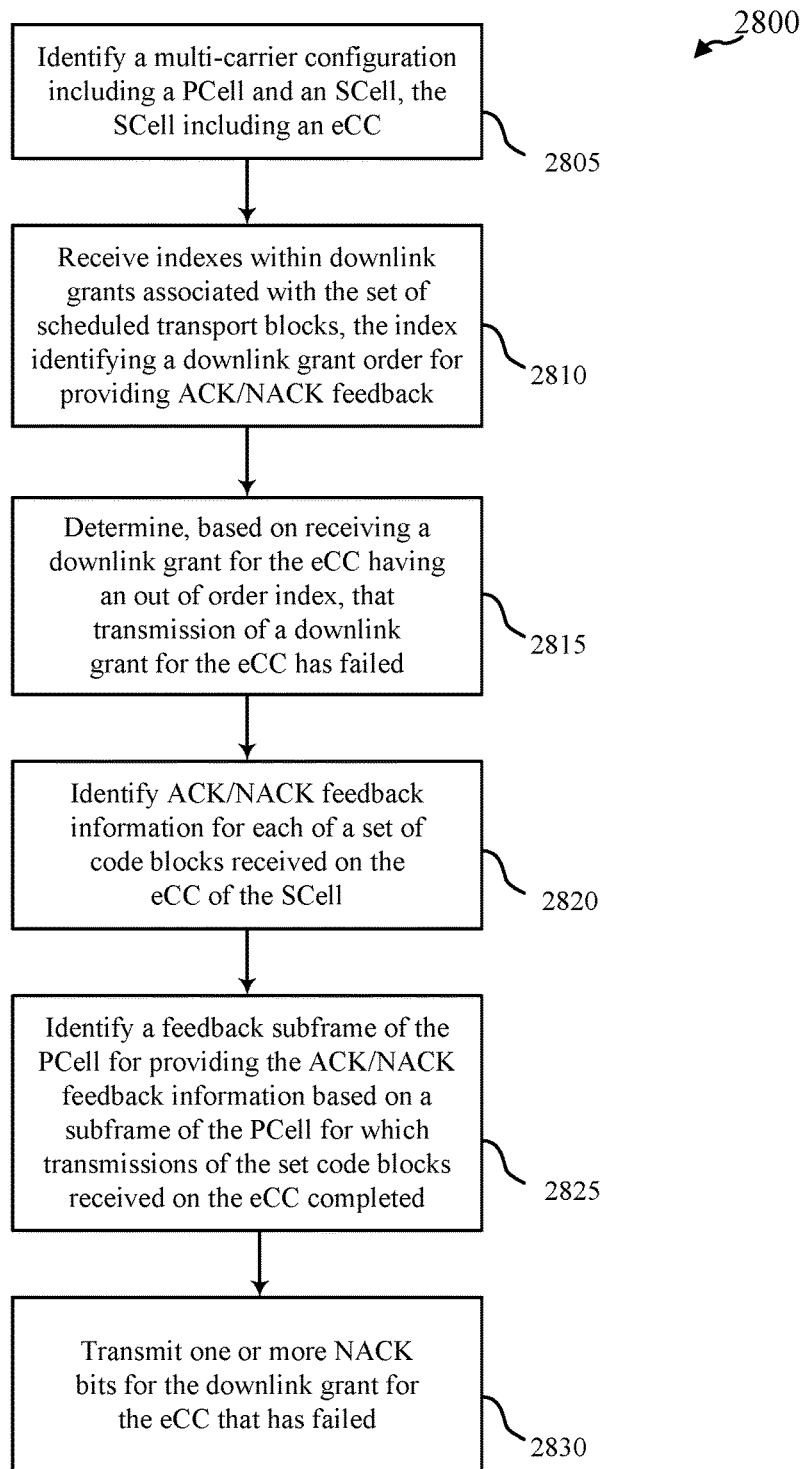 2800
Identify a multi-carrier configuration
including a PCell and an SCell, the
SCell including an eCC
2805
Receive indexes within downlink
grants associated with the set of
scheduled transport blocks, the index
identifying a downlink grant order for
providing ACK/NACK feedback
2810
Determine, based on receiving a
downlink grant for the eCC having
an out of order index, that
transmission of a downlink
grant for the eCC has failed
2815
Identify ACK/NACK feedback
information for each of a set of
code blocks received on the
eCC of the SCell
2820
Identify a feedback subframe of the
PCell for providing the ACK/NACK
feedback information based on a
subframe of the PCell for which
transmissions of the set code blocks
received on the eCC completed
2825
Transmit one or more NACK
bits for the downlink grant for
the eCC that has failed
2830